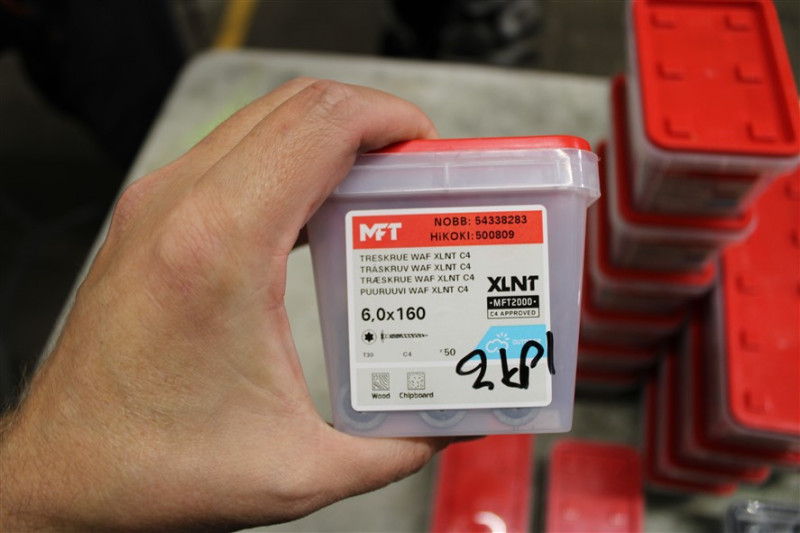 MFT
NOBB: 54338283
HiKOKI: 500809
TRESKRUE WAF XLNT C4
TRÄSKRUV WAF XLNT C4
TRÆSKRUE WAF XLNT C4
PUURUUVI WAF XLNT C4
XLNT
•MFT2000•
C4 APPROVED
6,0x160
T30
C4
*50
Wood
Chipboard